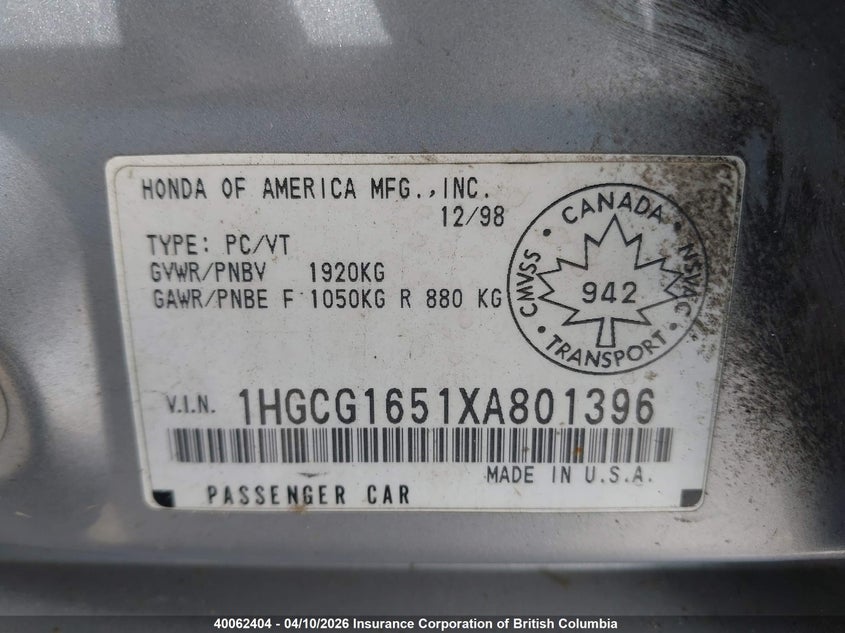 HONDA OF AMERICA MFG.,INC.
12/98
TYPE: PC/VT
GVWR/PNBV 1920KG
GAWR/PNBE F 1050KG R 880 KG
CANADA
CMVSS • NSVAC
942
TRANSPORT
V.I.N. 1HGCG1651XA801396
MADE IN U.S.A.
PASSENGER CAR
40062404 - 04/10/2026 Insurance Corporation of British Columbia